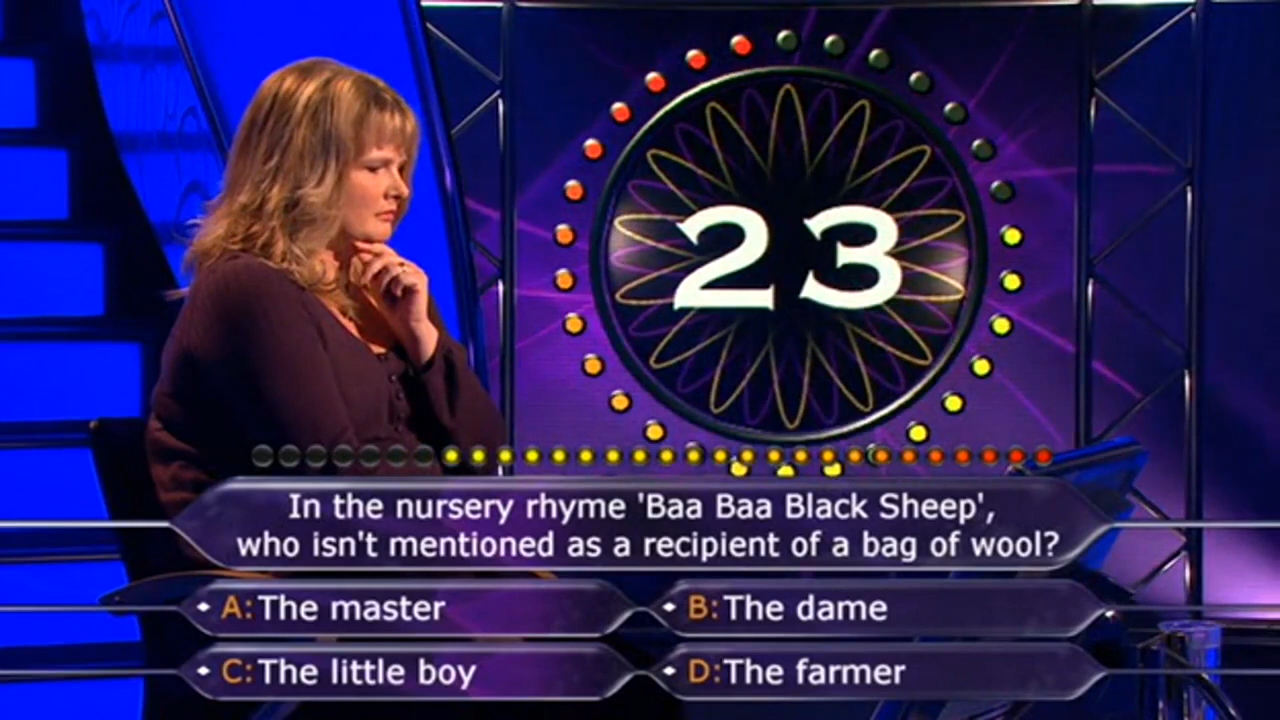 23
In the nursery rhyme 'Baa Baa Black Sheep',
who isn't mentioned as a recipient of a bag of wool?
A: The master
B: The dame
C: The little boy
D: The farmer